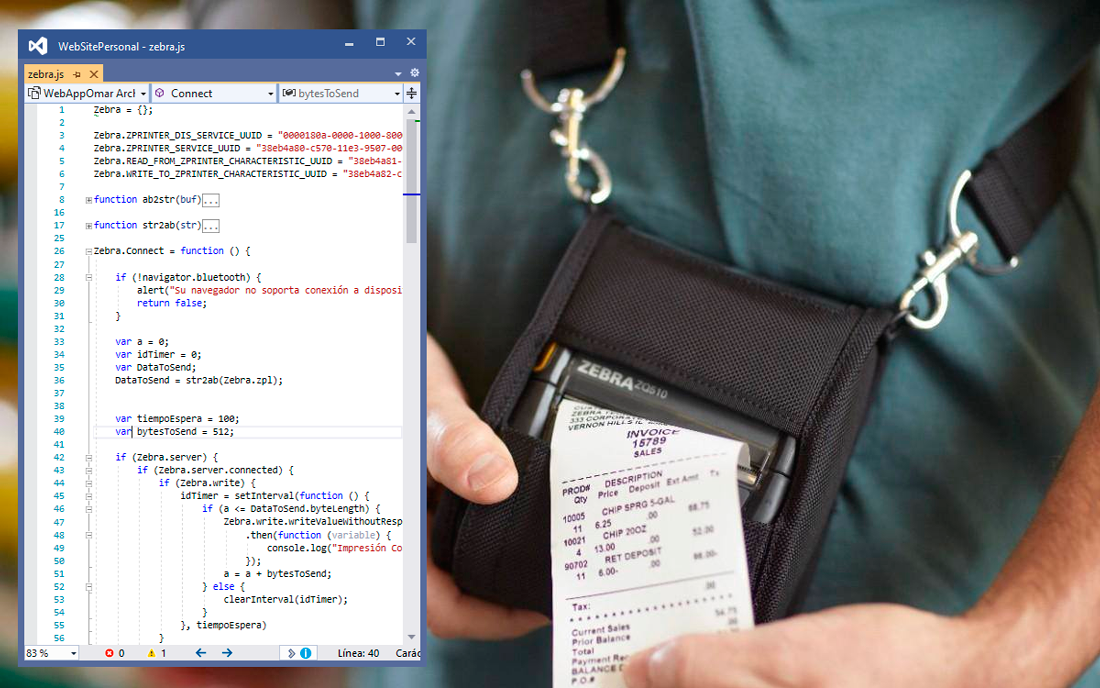 WebSitePersonal - zebra.js
zebra.js
WebAppOmar Arcl
Connect
bytesToSend
1 Zebra = {};
2
3 Zebra.ZPRINTER_DIS_SERVICE_UUID = "0000180a-0000-1000-800
4 Zebra.ZPRINTER_SERVICE_UUID = "38eb4a80-c570-11e3-9507-00
5 Zebra.READ_FROM_ZPRINTER_CHARACTERISTIC_UUID = "38eb4a81-
6 Zebra.WRITE_TO_ZPRINTER_CHARACTERISTIC_UUID = "38eb4a82-c
7
8 function ab2str(buf)...
16
17 function str2ab(str)...
25
26 Zebra.Connect = function () {
27
28 if (!navigator.bluetooth) {
29 alert("Su navegador no soporta conexión a disposi
30 return false;
31 }
32
33 var a = 0;
34 var idTimer = 0;
35 var DataToSend;
36 DataToSend = str2ab(Zebra.zpl);
37
38
39 var tiempoEspera = 100;
40 var bytesToSend = 512;
41
42 if (Zebra.server) {
43 if (Zebra.server.connected) {
44 if (Zebra.write) {
45 idTimer = setInterval(function () {
46 if (a <= DataToSend.byteLength) {
47 Zebra.write.writeValueWithoutResp
48 .then(function (variable) {
49 console.log("Impresión Co
50 });
51 a = a + bytesToSend;
52 } else {
53 clearInterval(idTimer);
54 }
55 }, tiempoEspera)
56 }
83 %
0
1
Línea: 40
Carác
ZEBRA ZQ510
333 CORPORATE
VERNON HILLS IL
INVOICE
15789
SALES
PROD# DESCRIPTION
Qty Price Deposit Ext Amt Tx
10005 CHIP SPRG 5-GAL
11 6.25 .00 68.75
10021 CHIP 20OZ
4 13.00 .00 52.00
90702 RET DEPOSIT
11 6.00- .00
.00
Tax:
Current Sales
Prior Balance
Total
Payment Rec
BALANCE D
P.O.#